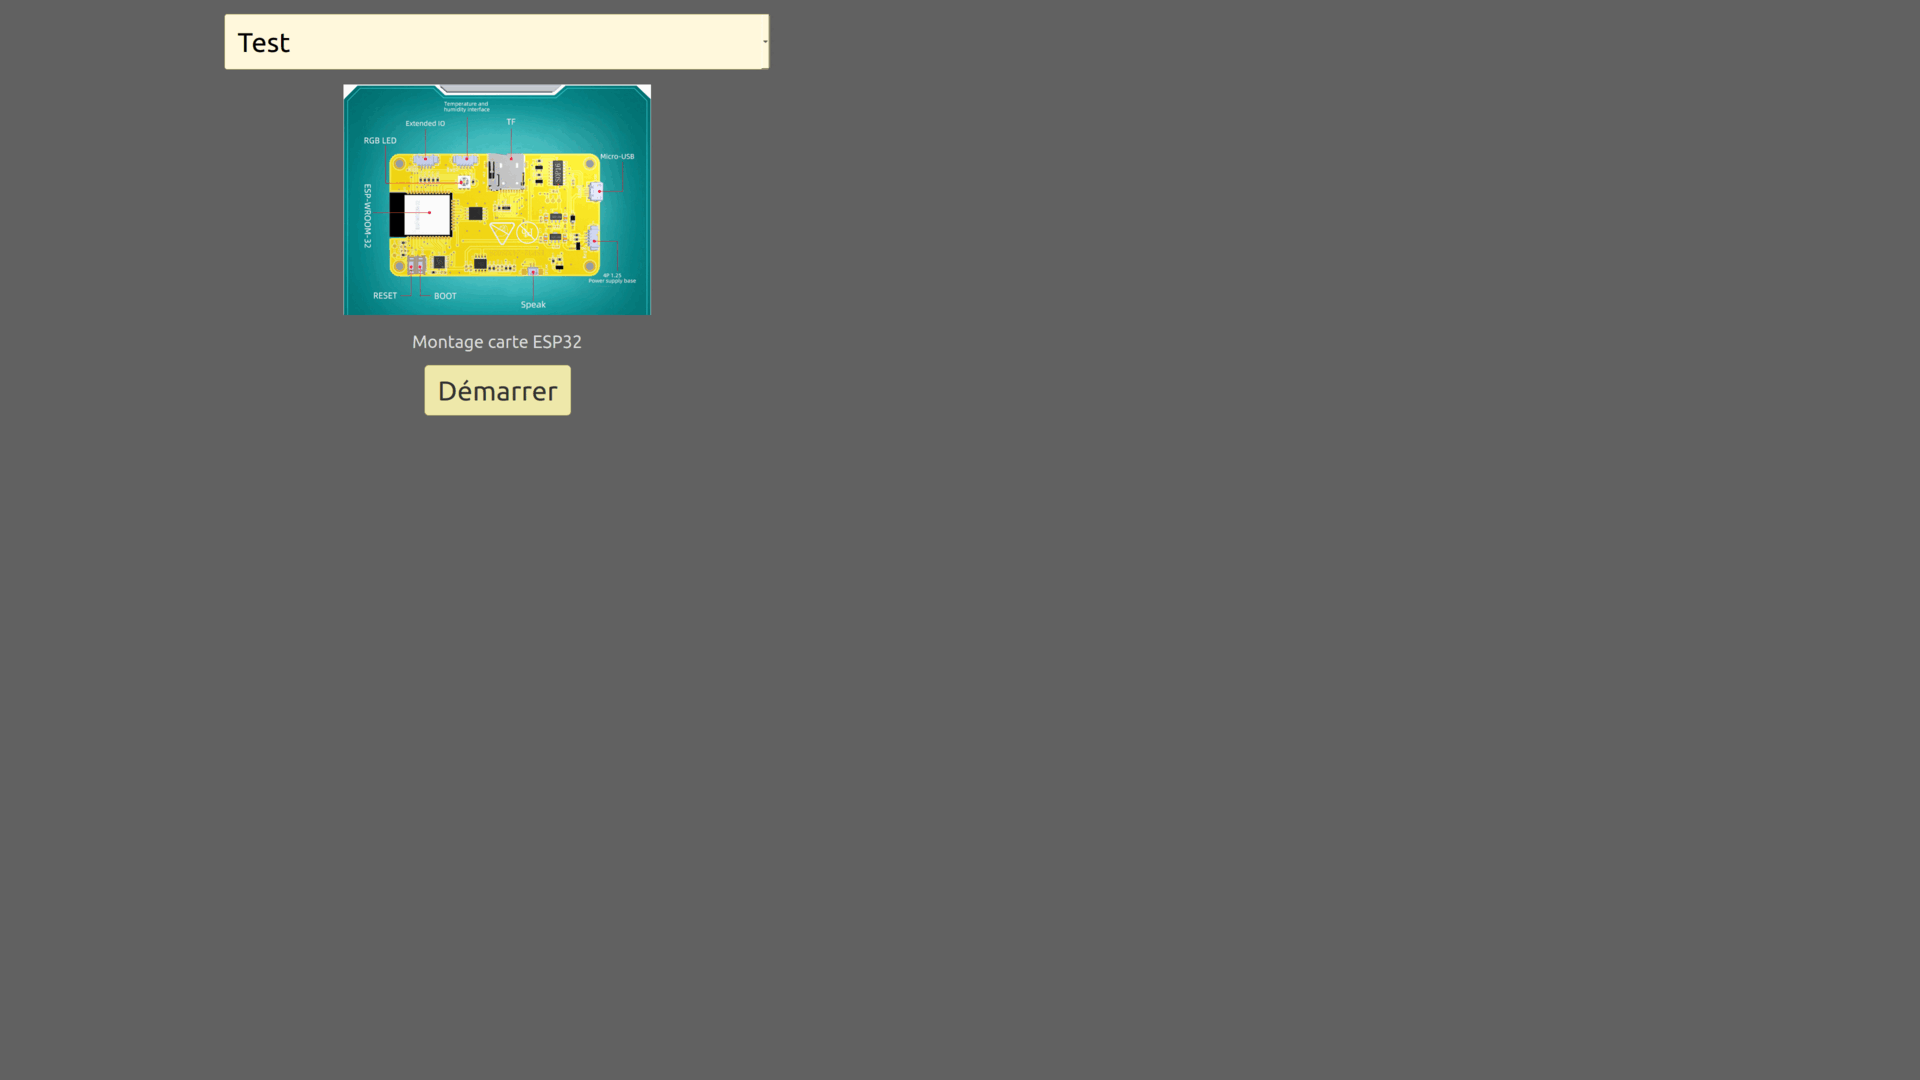 Test
Temperature and
humidity interface
Extended IO
TF
RGB LED
Micro-USB
ESP-WROOM-32
4P 1.25
Power supply base
RESET
BOOT
Speak
Montage carte ESP32
Démarrer